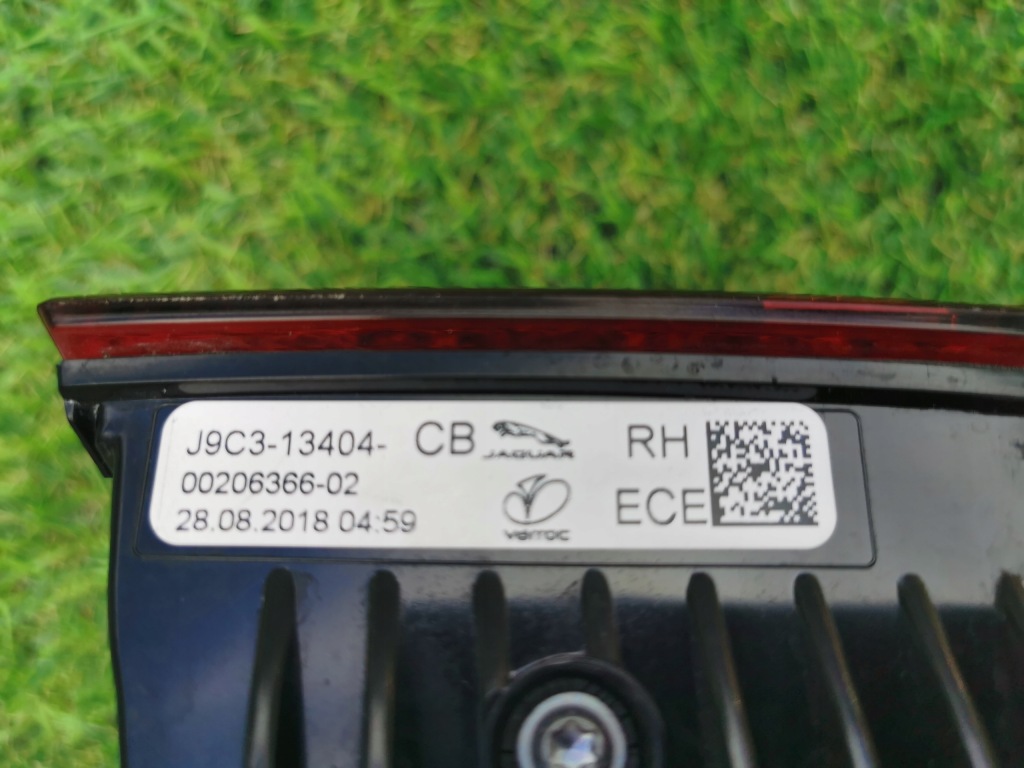 J9C3-13404- CB JAGUAR RH
00206366-02
28.08.2018 04:59 varroc ECE